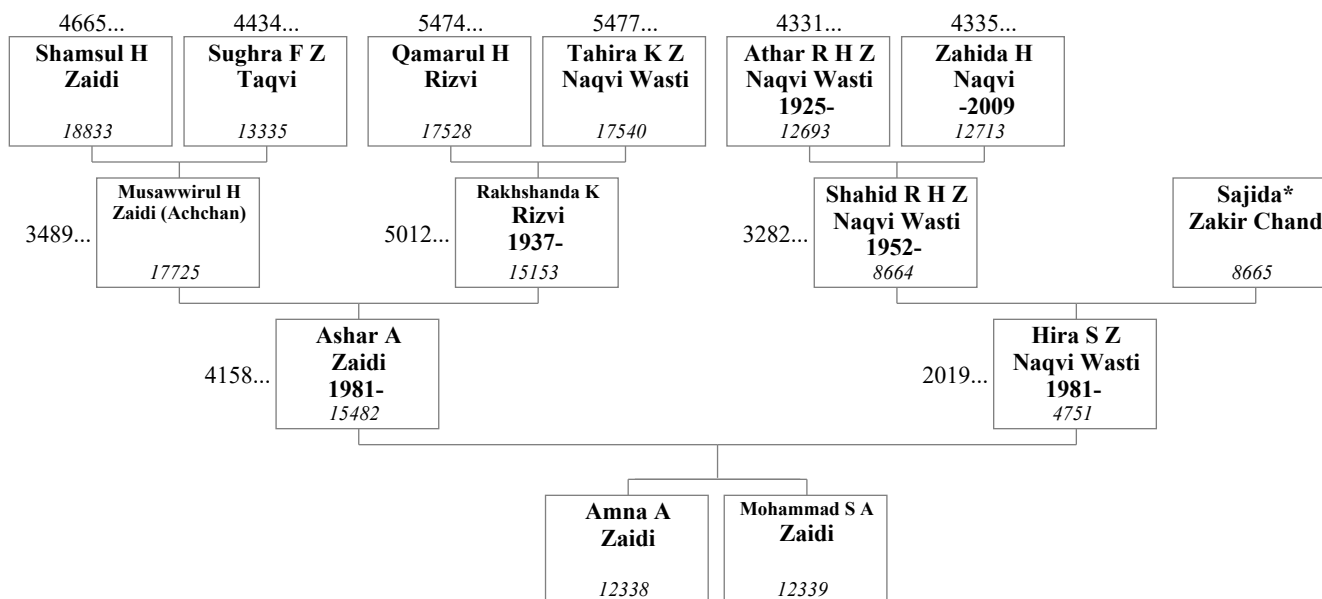 4665...
4434...
5474...
5477...
4331...
4335...
Shamsul H
Zaidi
18833
Sughra F Z
Taqvi
13335
Qamarul H
Rizvi
17528
Tahira K Z
Naqvi Wasti
17540
Athar R H Z
Naqvi Wasti
1925-
12693
Zahida H
Naqvi
-2009
12713
3489...
Musawwirul H
Zaidi (Achchan)
17725
5012...
Rakhshanda K
Rizvi
1937-
15153
3282...
Shahid R H Z
Naqvi Wasti
1952-
8664
Sajida*
Zakir Chand
8665
4158...
Ashar A
Zaidi
1981-
15482
2019...
Hira S Z
Naqvi Wasti
1981-
4751
Amna A
Zaidi
12338
Mohammad S A
Zaidi
12339